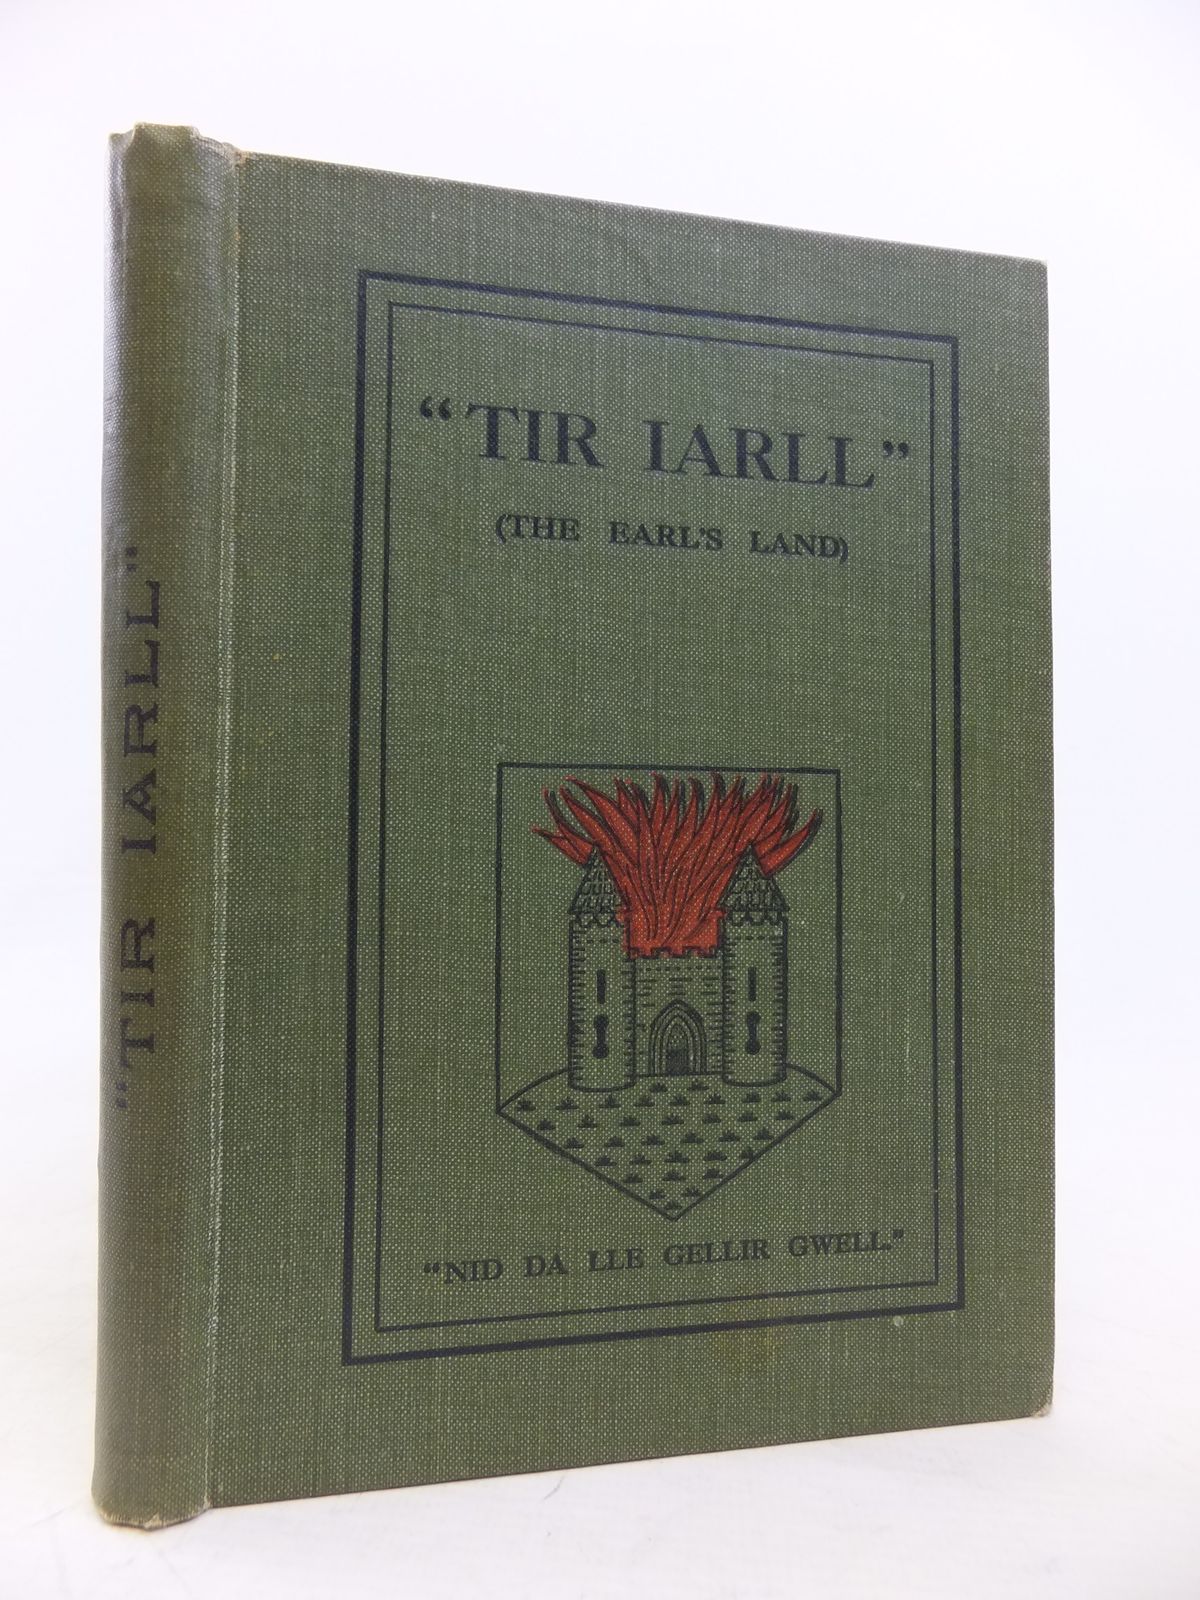 "TIR IARLL"
"TIR IARLL"
(THE EARL'S LAND)
"NID DA LLE GELLIR GWELL."